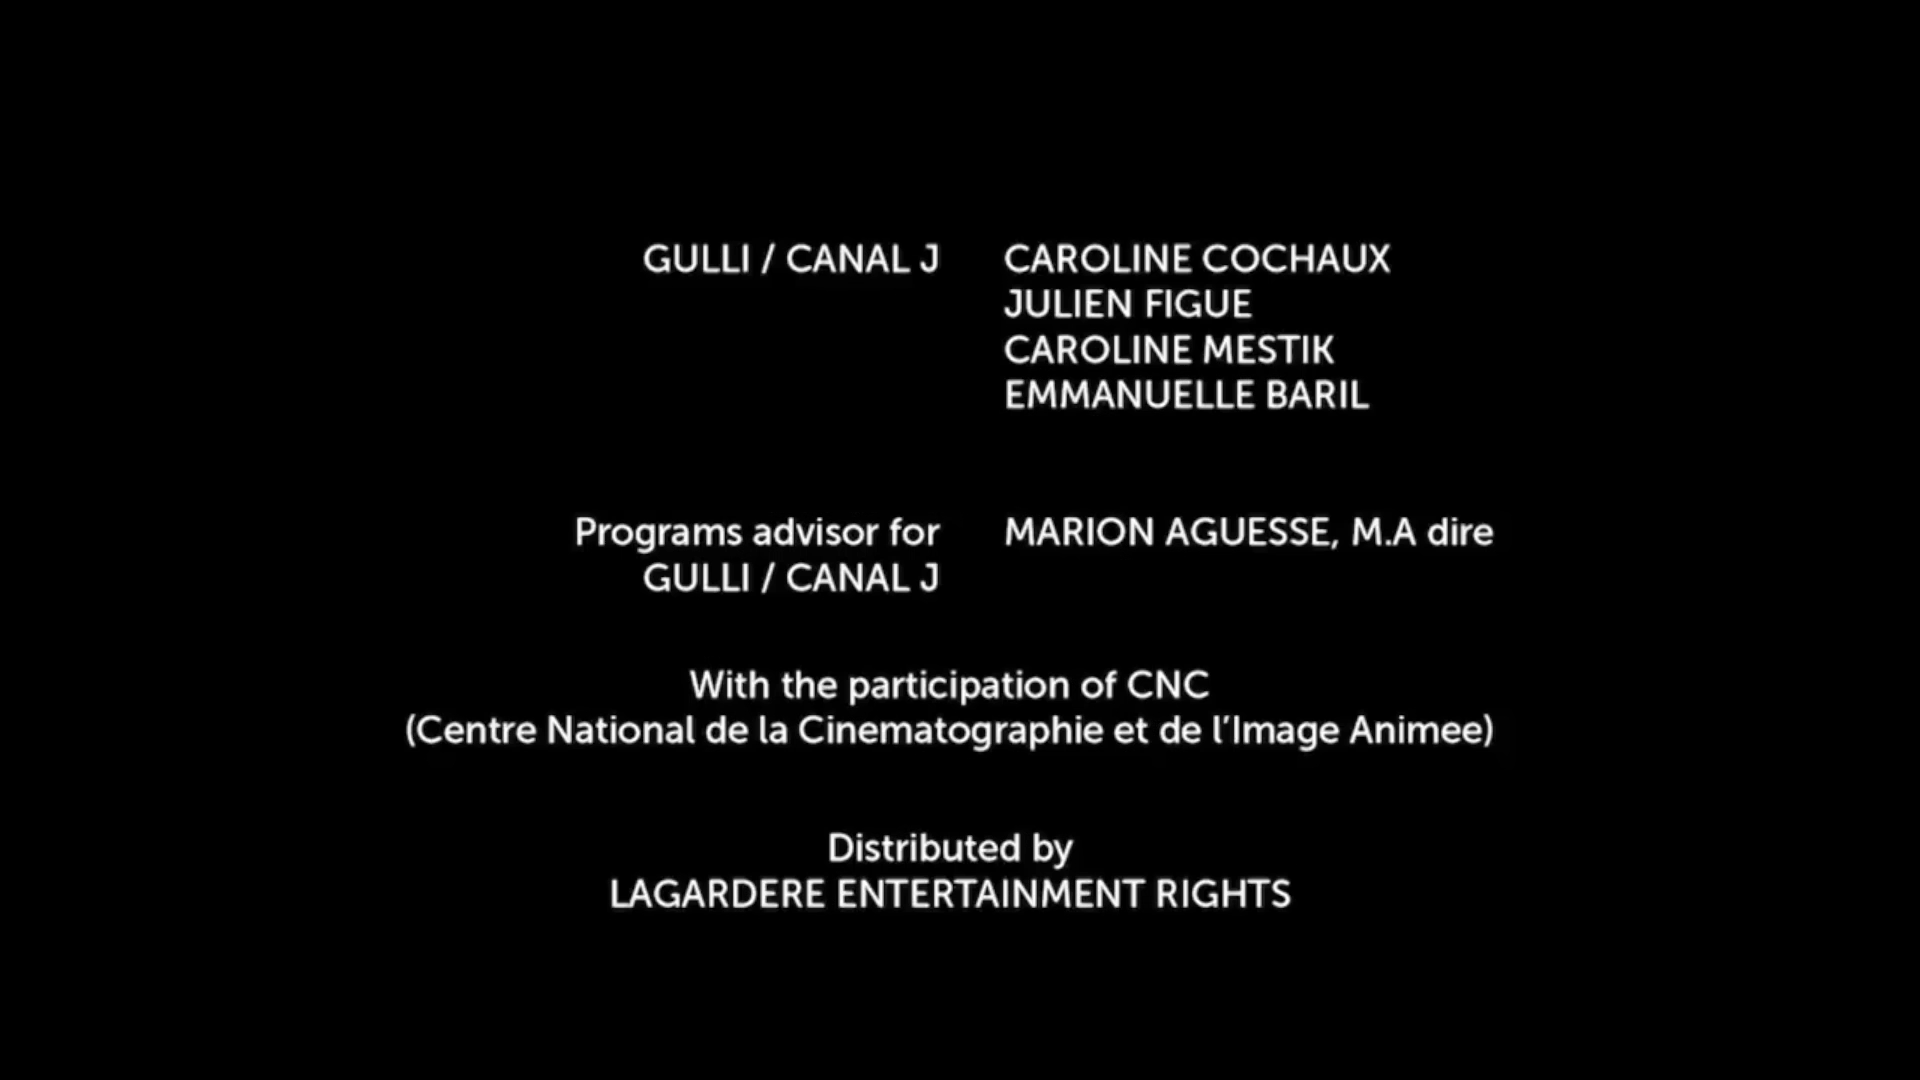 GULLI / CANAL J CAROLINE COCHAUX
JULIEN FIGUE
CAROLINE MESTIK
EMMANUELLE BARIL
Programs advisor for MARION AGUESSE, M.A dire
GULLI / CANAL J
With the participation of CNC
(Centre National de la Cinematographie et de l'Image Animee)
Distributed by
LAGARDERE ENTERTAINMENT RIGHTS